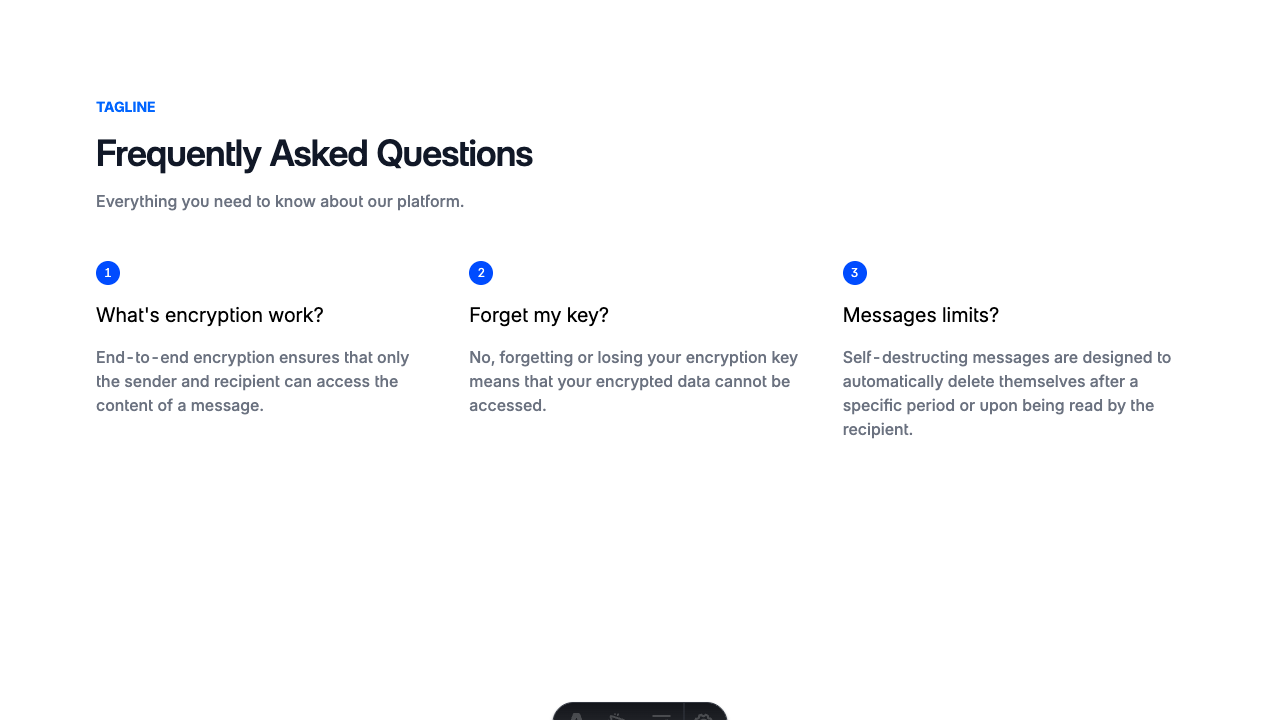 TAGLINE
Frequently Asked Questions
Everything you need to know about our platform.
1
What's encryption work?
End-to-end encryption ensures that only
the sender and recipient can access the
content of a message.
2
Forget my key?
No, forgetting or losing your encryption key
means that your encrypted data cannot be
accessed.
3
Messages limits?
Self-destructing messages are designed to
automatically delete themselves after a
specific period or upon being read by the
recipient.